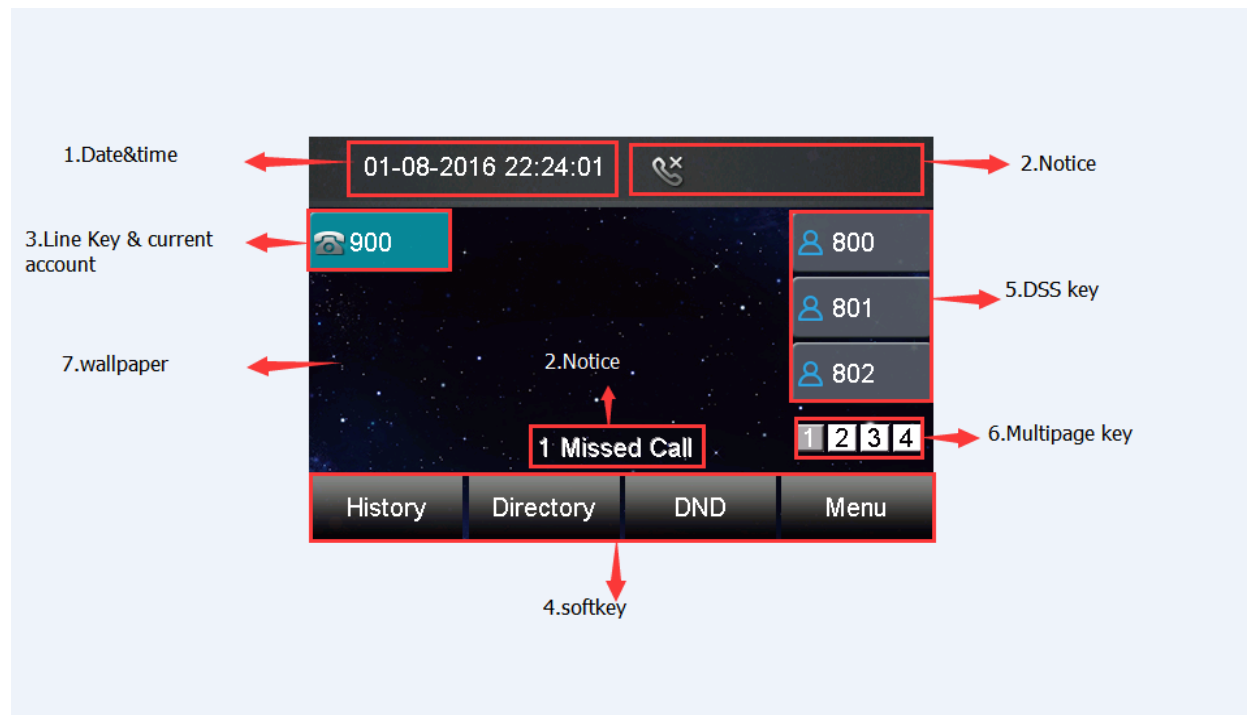 1.Date&time
01-08-2016 22:24:01
2.Notice
3.Line Key & current
account
900
800
801
802
5.DSS key
7.wallpaper
2.Notice
1 Missed Call
1 2 3 4
6.Multipage key
History Directory DND Menu
4.softkey